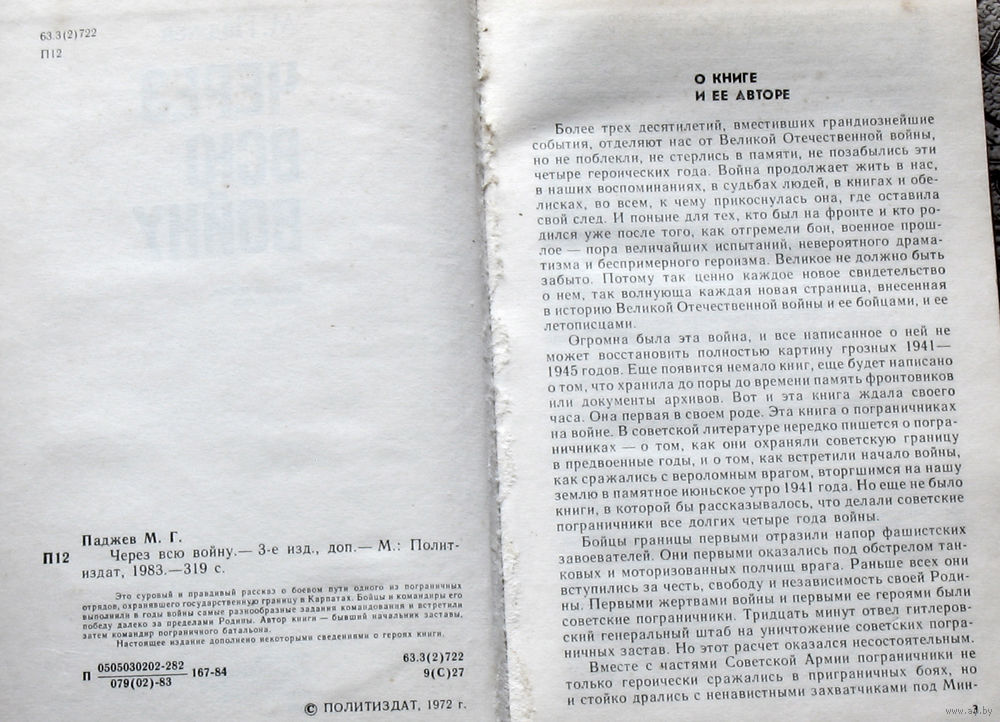 63.3(2)722
П12
Паджев М. Г.
П12 Через всю войну.— 3-е изд., доп.— М.: Полит-
издат, 1983.—319 с.
Это суровый и правдивый рассказ о боевом пути одного из пограничных
отрядов, охранявшего государственную границу в Карпатах. Бойцы и командиры его
выполнили в годы войны самые разнообразные задания командования и встретили
победу далеко за пределами Родины. Автор книги — бывший начальник заставы,
затем командир пограничного батальона.
Настоящее издание дополнено некоторыми сведениями о героях книги.
П 0505030202-282
079(02)-83 167-84
63.3(2)722
9(С)27
© ПОЛИТИЗДАТ, 1972 г.
О КНИГЕ
И ЕЕ АВТОРЕ
Более трех десятилетий, вместивших грандиознейшие
события, отделяют нас от Великой Отечественной войны,
но не поблекли, не стерлись в памяти, не позабылись эти
четыре героических года. Война продолжает жить в нас,
в наших воспоминаниях, в судьбах людей, в книгах и обе-
лисках, во всем, к чему прикоснулась она, где оставила
свой след. И поныне для тех, кто был на фронте и кто ро-
дился уже после того, как отгремели бои, военное прош-
лое — пора величайших испытаний, невероятного драма-
тизма и беспримерного героизма. Великое не должно быть
забыто. Потому так ценно каждое новое свидетельство
о нем, так волнующа каждая новая страница, внесенная
в историю Великой Отечественной войны и ее бойцами, и ее
летописцами.
Огромна была эта война, и все написанное о ней не
может восстановить полностью картину грозных 1941—
1945 годов. Еще появится немало книг, еще будет написано
о том, что хранила до поры до времени память фронтовиков
или документы архивов. Вот и эта книга ждала своего
часа. Она первая в своем роде. Эта книга о пограничниках
на войне. В советской литературе нередко пишется о погра-
ничниках — о том, как они охраняли советскую границу
в предвоенные годы, и о том, как встретили начало войны,
как сражались с вероломным врагом, вторгшимся на нашу
землю в памятное июньское утро 1941 года. Но еще не было
книги, в которой бы рассказывалось, что делали советские
пограничники все долгих четыре года войны.
Бойцы границы первыми отразили напор фашистских
завоевателей. Они первыми оказались под обстрелом тан-
ковых и моторизованных полчищ врага. Раньше всех они
вступились за честь, свободу и независимость своей Роди-
ны. Первыми жертвами войны и первыми ее героями были
советские пограничники. Тридцать минут отвел гитлеров-
ский генеральный штаб на уничтожение советских погра-
ничных застав. Но этот расчет оказался несостоятельным.
Вместе с частями Советской Армии пограничники не
только героически сражались в приграничных боях, но
и стойко дрались с ненавистными захватчиками под Мин-
3
www.ay.by